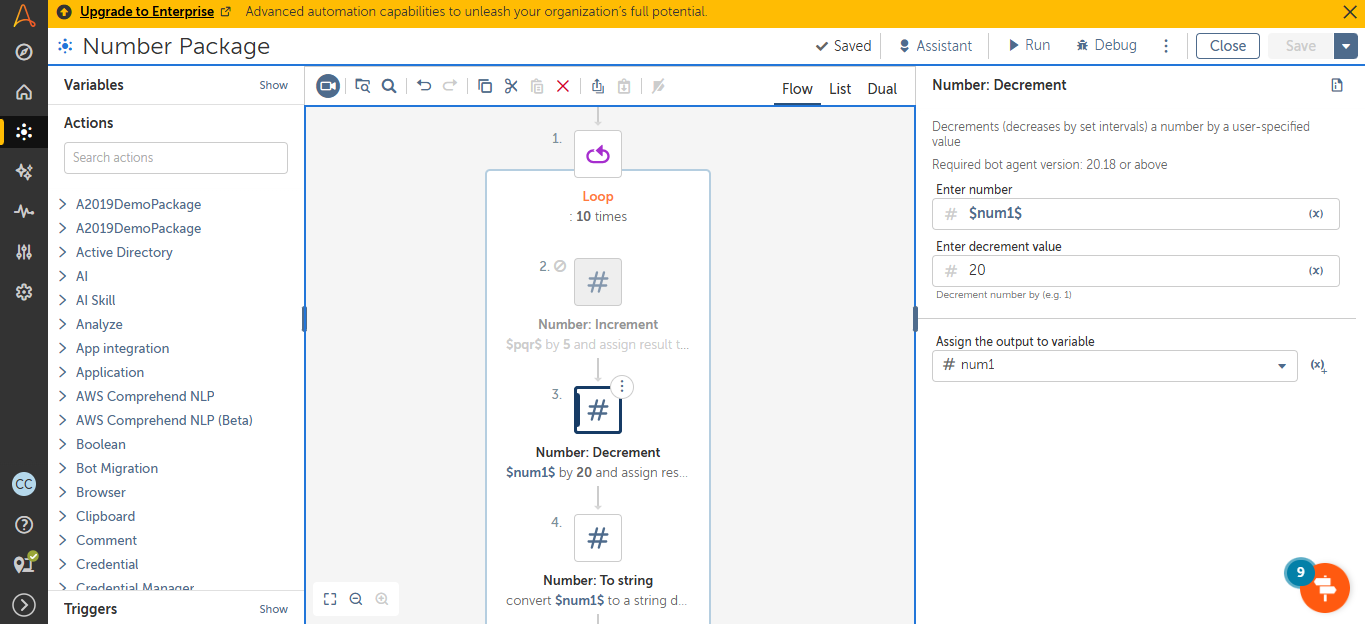 Upgrade to Enterprise Advanced automation capabilities to unleash your organization's full potential.
Number Package
Saved
Assistant
Run
Debug
Close
Save
Variables
Show
Actions
Search actions
A2019DemoPackage
A2019DemoPackage
Active Directory
AI
AI Skill
Analyze
App integration
Application
AWS Comprehend NLP
AWS Comprehend NLP (Beta)
Boolean
Bot Migration
Browser
Clipboard
Comment
Credential
Credential Manager
Triggers
Show
CC
Flow
List
Dual
1.
Loop
: 10 times
2.
#
Number: Increment
$pqr$ by 5 and assign result t...
3.
#
Number: Decrement
$num1$ by 20 and assign res...
4.
#
Number: To string
convert $num1$ to a string d...
Number: Decrement
Decrements (decreases by set intervals) a number by a user-specified
value
Required bot agent version: 20.18 or above
Enter number
# $num1$ (x)
Enter decrement value
# 20 (x)
Decrement number by (e.g. 1)
Assign the output to variable
# num1 (x)+
9